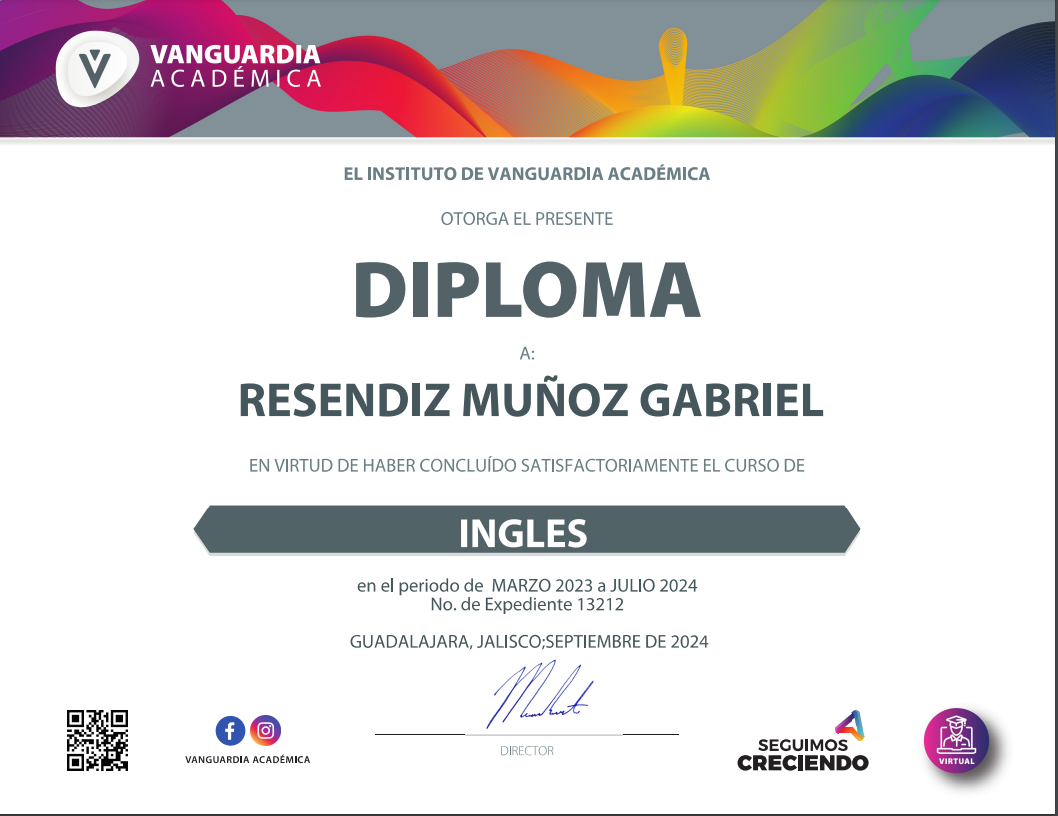 VANGUARDIA
ACADÉMICA
EL INSTITUTO DE VANGUARDIA ACADÉMICA
OTORGA EL PRESENTE
DIPLOMA
A:
RESENDIZ MUÑOZ GABRIEL
EN VIRTUD DE HABER CONCLUÍDO SATISFACTORIAMENTE EL CURSO DE
INGLES
en el periodo de MARZO 2023 a JULIO 2024
No. de Expediente 13212
GUADALAJARA, JALISCO;SEPTIEMBRE DE 2024
DIRECTOR
VANGUARDIA ACADÉMICA
SEGUIMOS
CRECIENDO
VIRTUAL